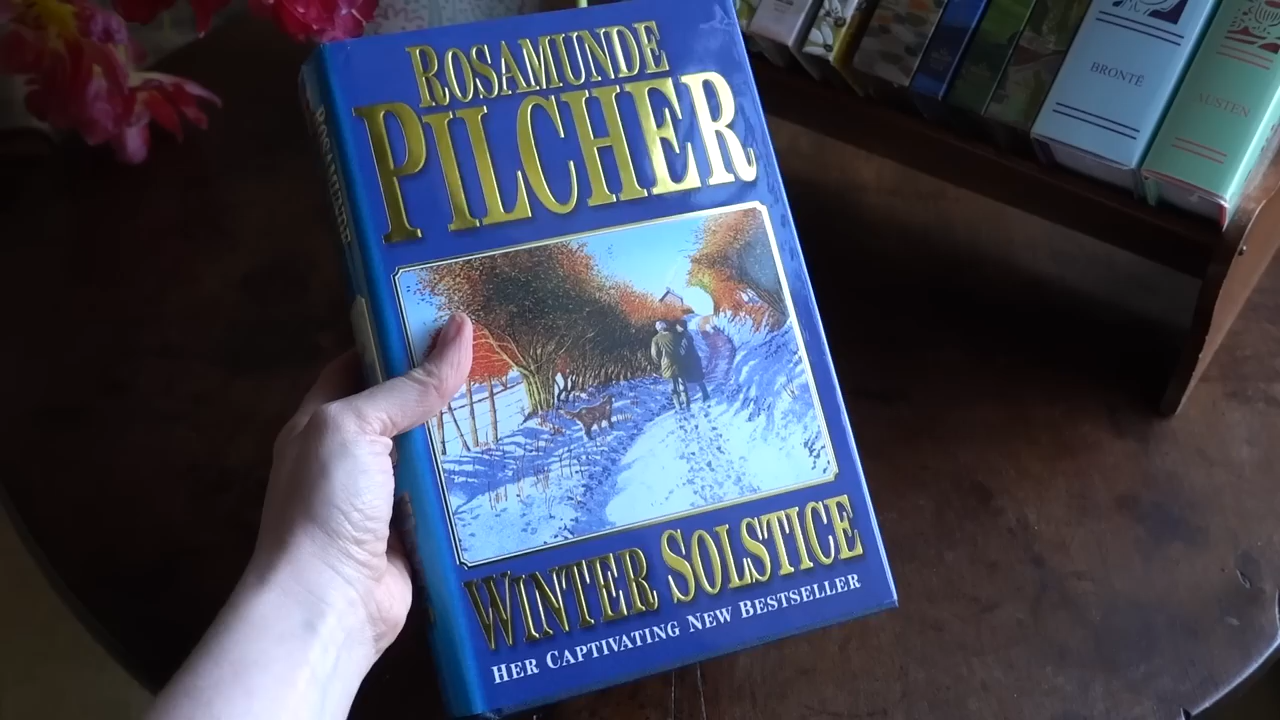 ROSAMUNDE
PILCHER
WINTER SOLSTICE
HER CAPTIVATING NEW BESTSELLER
ROSAMUNDE
BRONTË
AUSTEN